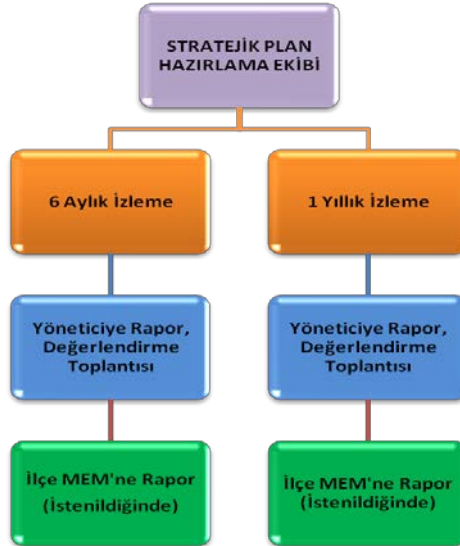 STRATEJİK PLAN
HAZIRLAMA EKİBİ
6 Aylık İzleme
1 Yıllık İzleme
Yöneticiye Rapor,
Değerlendirme
Toplantısı
Yöneticiye Rapor,
Değerlendirme
Toplantısı
İlçe MEM'ne Rapor
(İstenildiğinde)
İlçe MEM'ne Rapor
(İstenildiğinde)